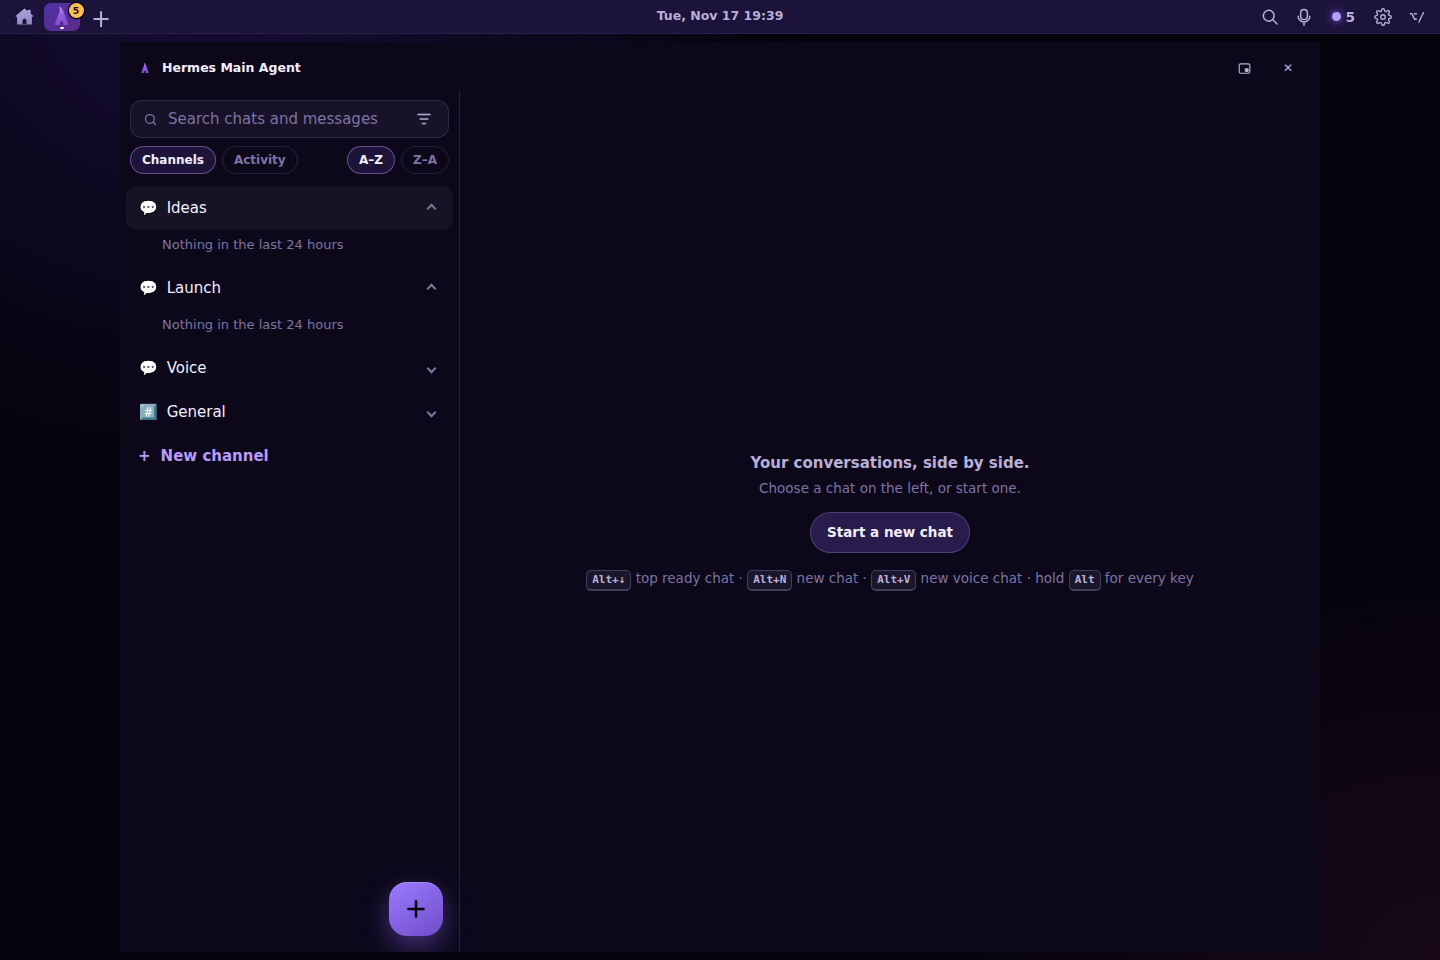 5
Tue, Nov 17 19:39
5
Hermes Main Agent
Search chats and messages
Channels Activity A–Z Z–A
Ideas
Nothing in the last 24 hours
Launch
Nothing in the last 24 hours
Voice
# General
+ New channel
Your conversations, side by side.
Choose a chat on the left, or start one.
Start a new chat
Alt+↓ top ready chat · Alt+N new chat · Alt+V new voice chat · hold Alt for every key